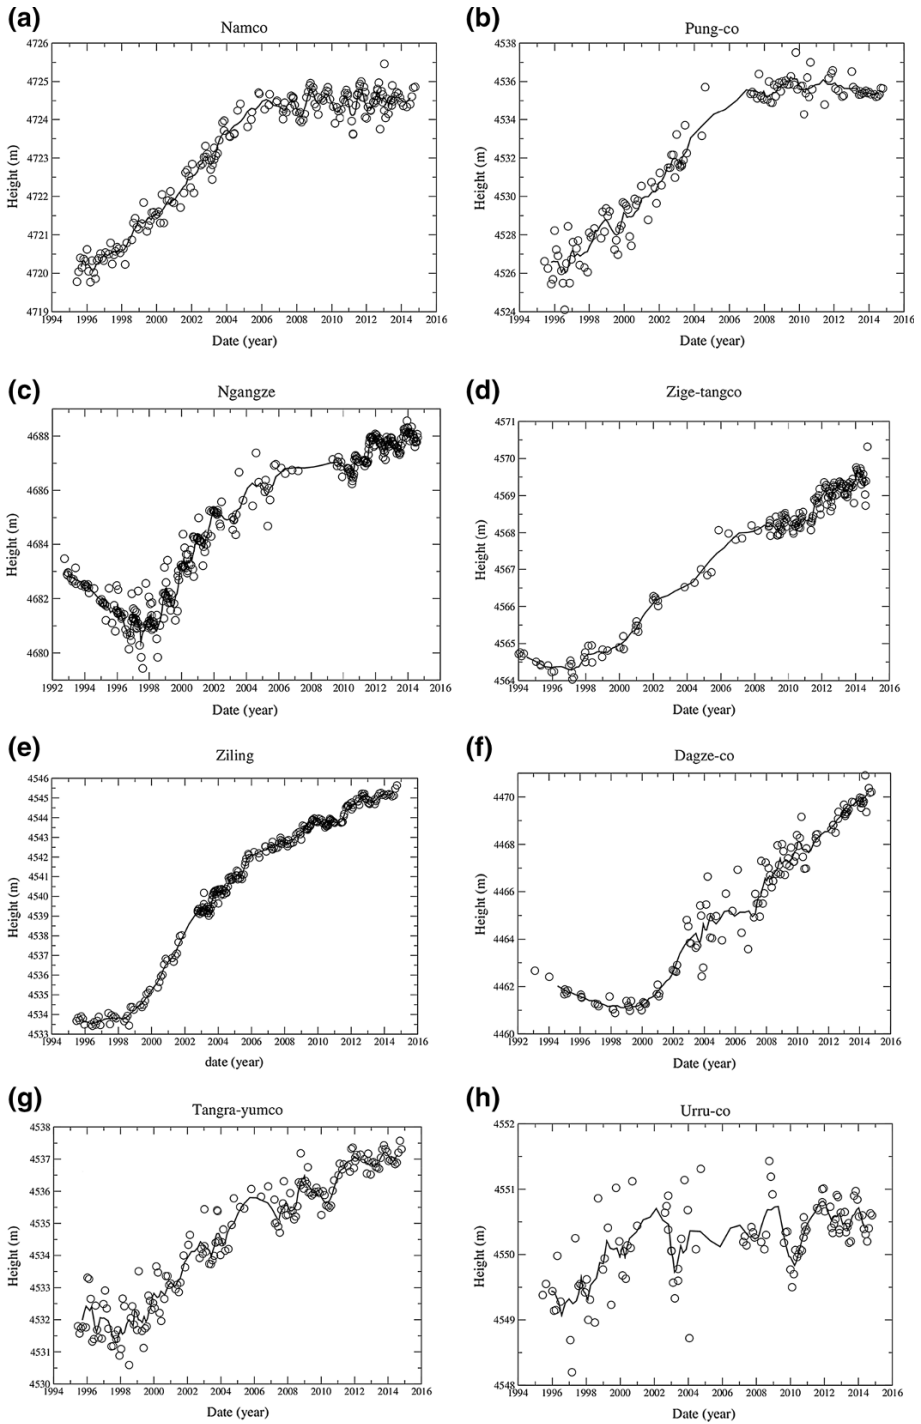 (a)
Namco
4726
4725
4724
4723
4722
4721
4720
4719
Height (m)
1994 1996 1998 2000 2002 2004 2006 2008 2010 2012 2014 2016
Date (year)
(b)
Pung-co
4538
4536
4534
4532
4530
4528
4526
4524
Height (m)
1994 1996 1998 2000 2002 2004 2006 2008 2010 2012 2014 2016
Date (year)
(c)
Ngangze
4688
4686
4684
4682
4680
Height (m)
1992 1994 1996 1998 2000 2002 2004 2006 2008 2010 2012 2014 2016
Date (year)
(d)
Zige-tangco
4571
4570
4569
4568
4567
4566
4565
4564
Height (m)
1994 1996 1998 2000 2002 2004 2006 2008 2010 2012 2014 2016
Date (year)
(e)
Ziling
4546
4545
4544
4543
4542
4541
4540
4539
4538
4537
4536
4535
4534
4533
Height (m)
1994 1996 1998 2000 2002 2004 2006 2008 2010 2012 2014 2016
date (year)
(f)
Dagze-co
4470
4468
4466
4464
4462
4460
Height (m)
1992 1994 1996 1998 2000 2002 2004 2006 2008 2010 2012 2014 2016
Date (year)
(g)
Tangra-yumco
4538
4537
4536
4535
4534
4533
4532
4531
4530
Height (m)
1994 1996 1998 2000 2002 2004 2006 2008 2010 2012 2014 2016
Date (year)
(h)
Urru-co
4552
4551
4550
4549
4548
Height (m)
1994 1996 1998 2000 2002 2004 2006 2008 2010 2012 2014 2016
Date (year)